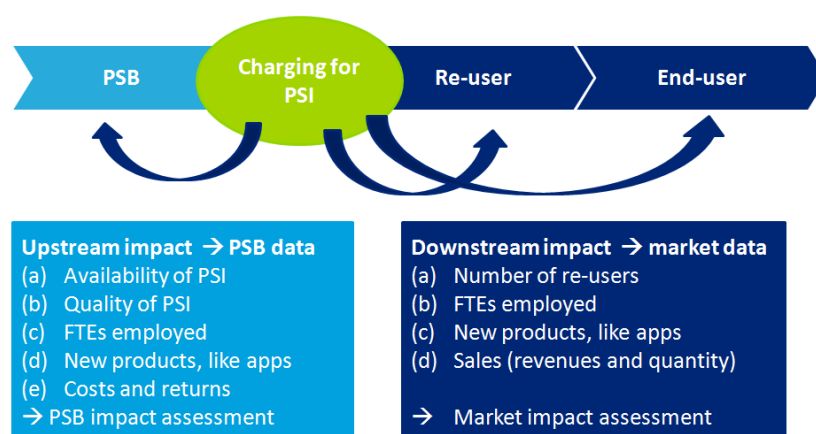 PSB
Charging for
PSI
Re-user
End-user
Upstream impact → PSB data
(a) Availability of PSI
(b) Quality of PSI
(c) FTEs employed
(d) New products, like apps
(e) Costs and returns
→ PSB impact assessment
Downstream impact → market data
(a) Number of re-users
(b) FTEs employed
(c) New products, like apps
(d) Sales (revenues and quantity)
→ Market impact assessment